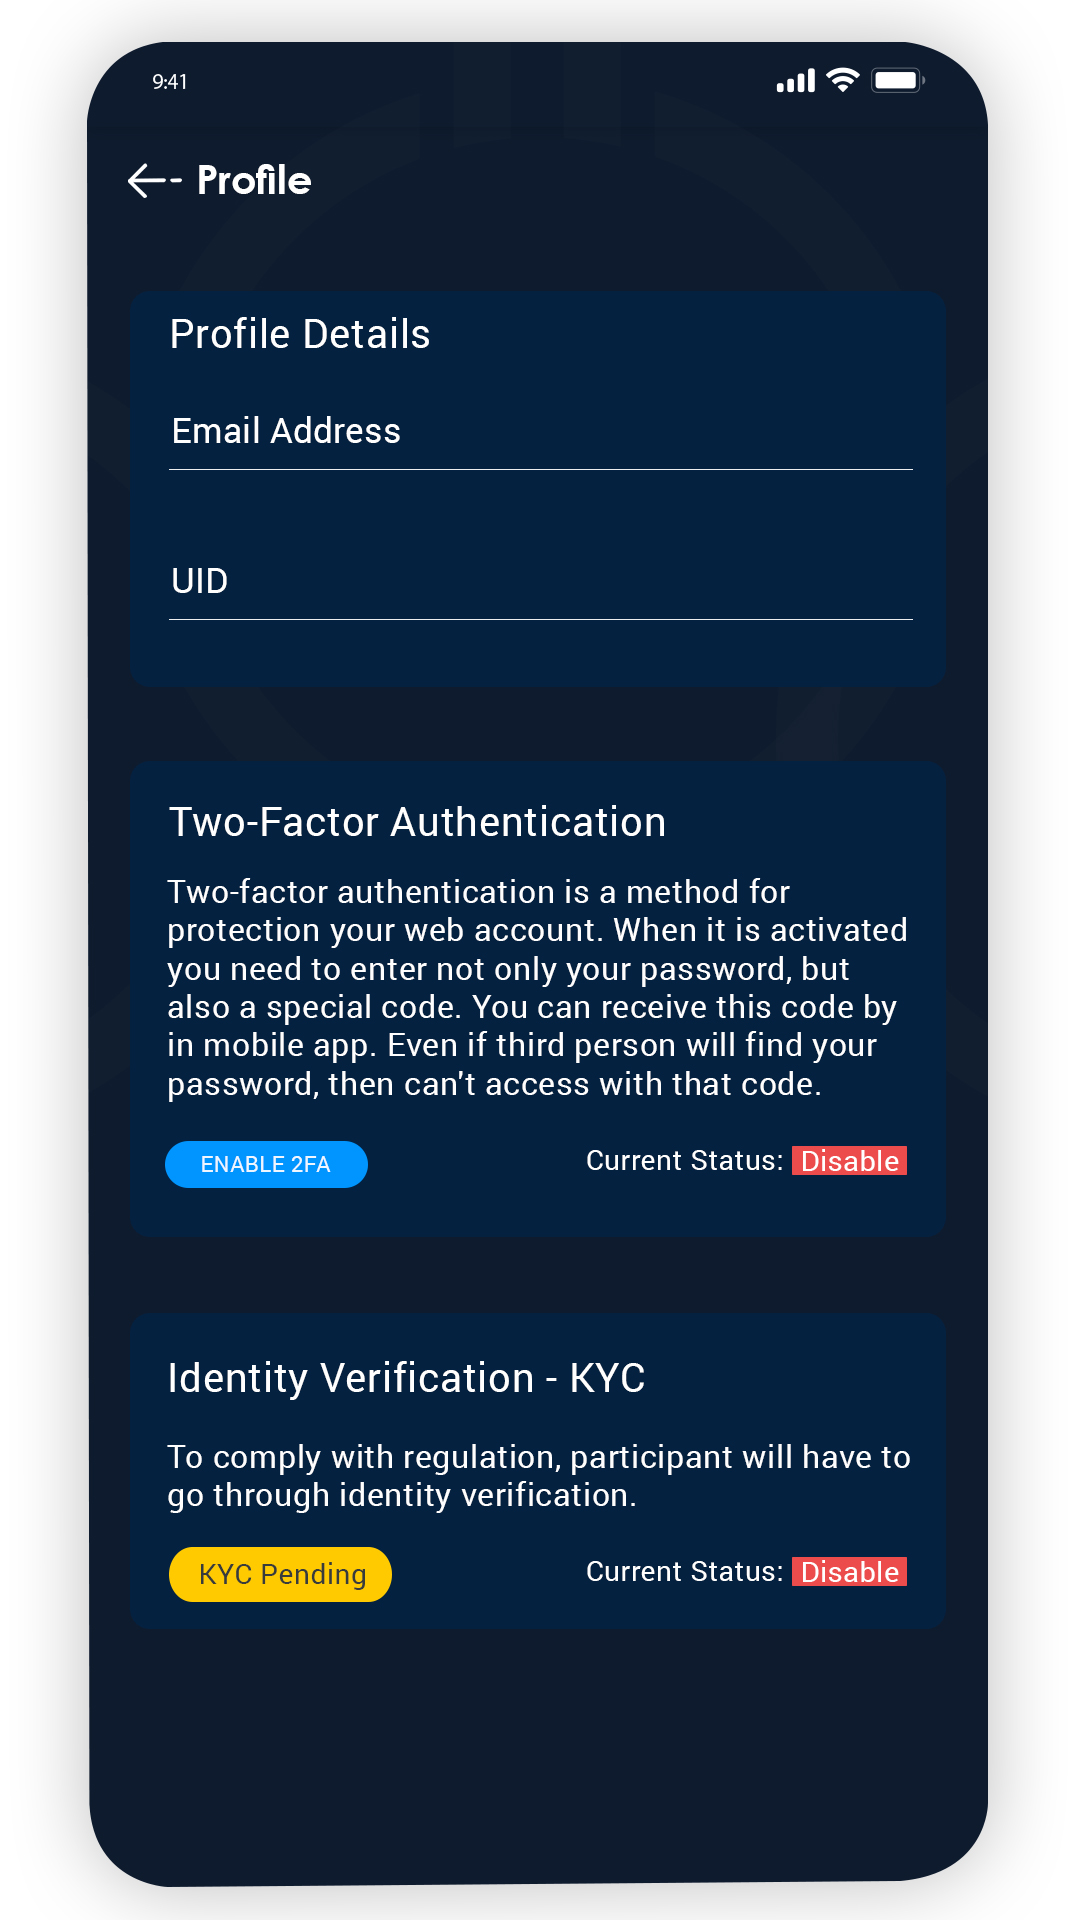 9:41
Profile
Profile Details
Email Address
UID
Two-Factor Authentication
Two-factor authentication is a method for
protection your web account. When it is activated
you need to enter not only your password, but
also a special code. You can receive this code by
in mobile app. Even if third person will find your
password, then can't access with that code.
ENABLE 2FA
Current Status: Disable
Identity Verification - KYC
To comply with regulation, participant will have to
go through identity verification.
KYC Pending
Current Status: Disable